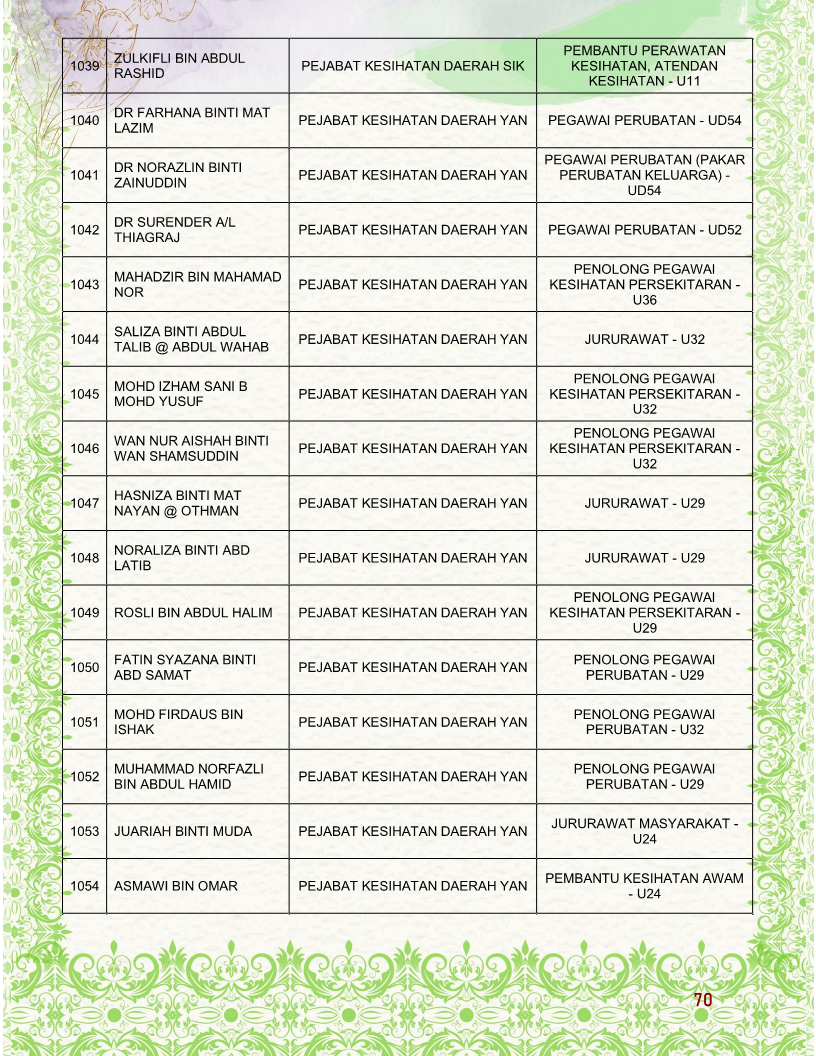 1039
ZULKIFLI BIN ABDUL
RASHID
PEJABAT KESIHATAN DAERAH SIK
PEMBANTU PERAWATAN
KESIHATAN, ATENDAN
KESIHATAN - U11
1040
DR FARHANA BINTI MAT
LAZIM
PEJABAT KESIHATAN DAERAH YAN
PEGAWAI PERUBATAN - UD54
1041
DR NORAZLIN BINTI
ZAINUDDIN
PEJABAT KESIHATAN DAERAH YAN
PEGAWAI PERUBATAN (PAKAR
PERUBATAN KELUARGA) -
UD54
1042
DR SURENDER A/L
THIAGRAJ
PEJABAT KESIHATAN DAERAH YAN
PEGAWAI PERUBATAN - UD52
1043
MAHADZIR BIN MAHAMAD
NOR
PEJABAT KESIHATAN DAERAH YAN
PENOLONG PEGAWAI
KESIHATAN PERSEKITARAN -
U36
1044
SALIZA BINTI ABDUL
TALIB @ ABDUL WAHAB
PEJABAT KESIHATAN DAERAH YAN
JURURAWAT - U32
1045
MOHD IZHAM SANI B
MOHD YUSUF
PEJABAT KESIHATAN DAERAH YAN
PENOLONG PEGAWAI
KESIHATAN PERSEKITARAN -
U32
1046
WAN NUR AISHAH BINTI
WAN SHAMSUDDIN
PEJABAT KESIHATAN DAERAH YAN
PENOLONG PEGAWAI
KESIHATAN PERSEKITARAN -
U32
1047
HASNIZA BINTI MAT
NAYAN @ OTHMAN
PEJABAT KESIHATAN DAERAH YAN
JURURAWAT - U29
1048
NORALIZA BINTI ABD
LATIB
PEJABAT KESIHATAN DAERAH YAN
JURURAWAT - U29
1049
ROSLI BIN ABDUL HALIM
PEJABAT KESIHATAN DAERAH YAN
PENOLONG PEGAWAI
KESIHATAN PERSEKITARAN -
U29
1050
FATIN SYAZANA BINTI
ABD SAMAT
PEJABAT KESIHATAN DAERAH YAN
PENOLONG PEGAWAI
PERUBATAN - U29
1051
MOHD FIRDAUS BIN
ISHAK
PEJABAT KESIHATAN DAERAH YAN
PENOLONG PEGAWAI
PERUBATAN - U32
1052
MUHAMMAD NORFAZLI
BIN ABDUL HAMID
PEJABAT KESIHATAN DAERAH YAN
PENOLONG PEGAWAI
PERUBATAN - U29
1053
JUARIAH BINTI MUDA
PEJABAT KESIHATAN DAERAH YAN
JURURAWAT MASYARAKAT -
U24
1054
ASMAWI BIN OMAR
PEJABAT KESIHATAN DAERAH YAN
PEMBANTU KESIHATAN AWAM
- U24
70